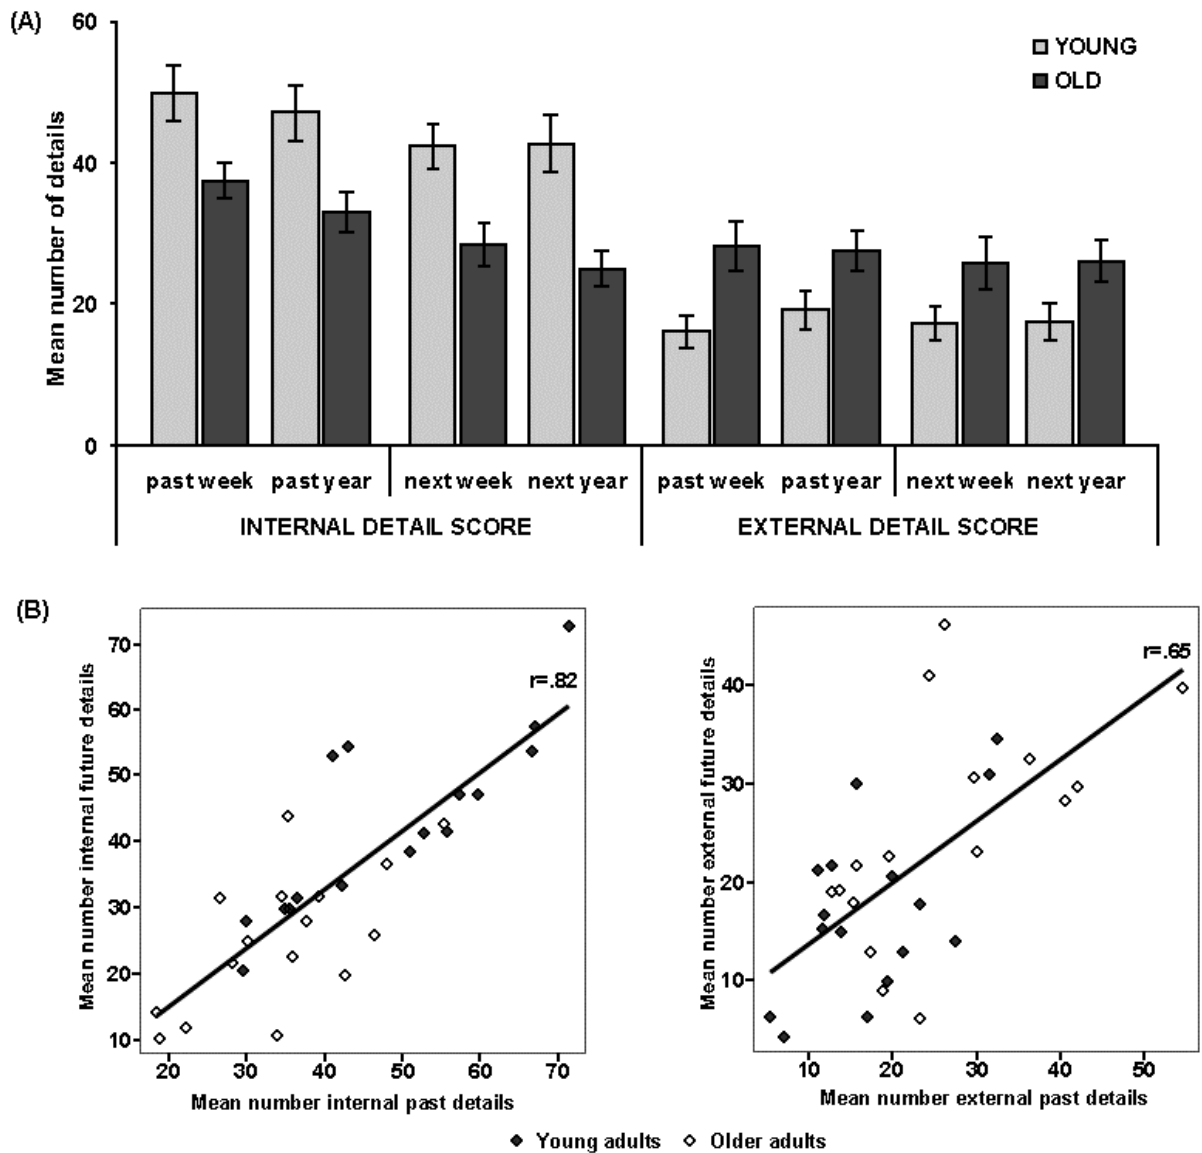 (A)
60
40
20
0
Mean number of details
YOUNG
OLD
past week past year next week next year past week past year next week next year
INTERNAL DETAIL SCORE EXTERNAL DETAIL SCORE
(B)
70
60
50
40
30
20
10
Mean number internal future details
r=.82
20 30 40 50 60 70
Mean number internal past details
40
30
20
10
Mean number external future details
r=.65
10 20 30 40 50
Mean number external past details
Young adults Older adults